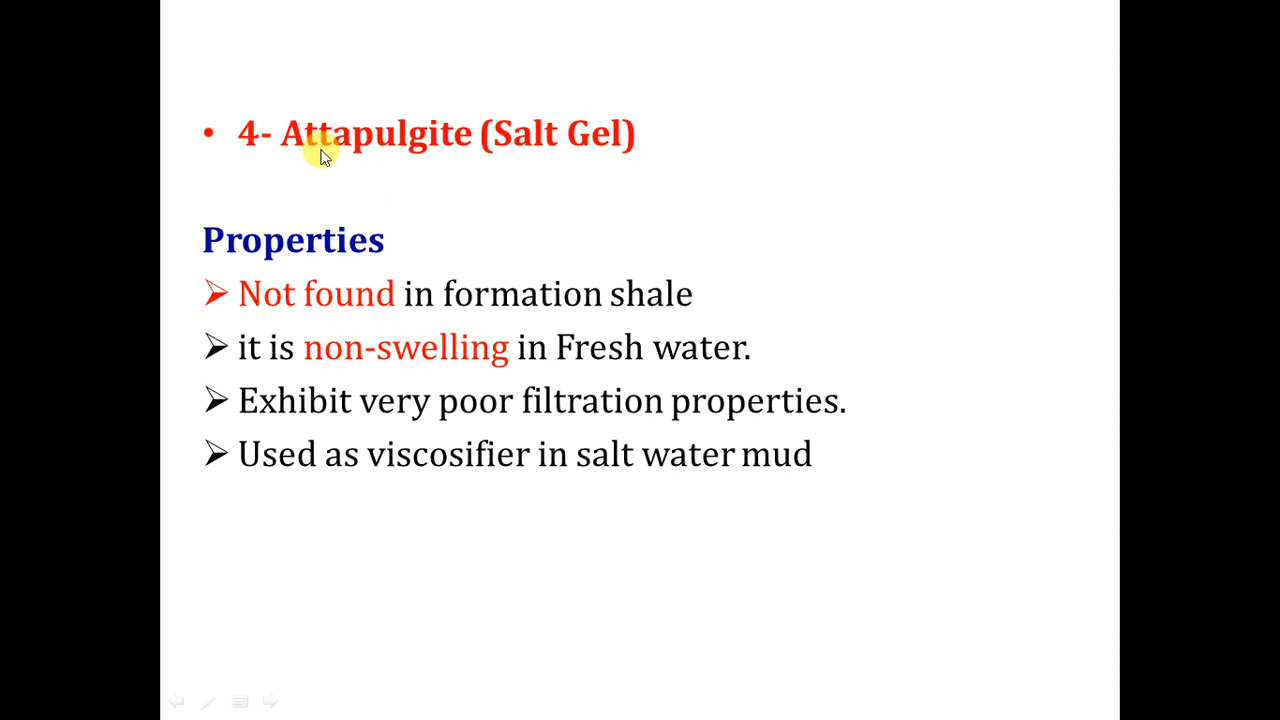 • 4- Attapulgite (Salt Gel)
Properties
➢ Not found in formation shale
➢ it is non-swelling in Fresh water.
➢ Exhibit very poor filtration properties.
➢ Used as viscosifier in salt water mud